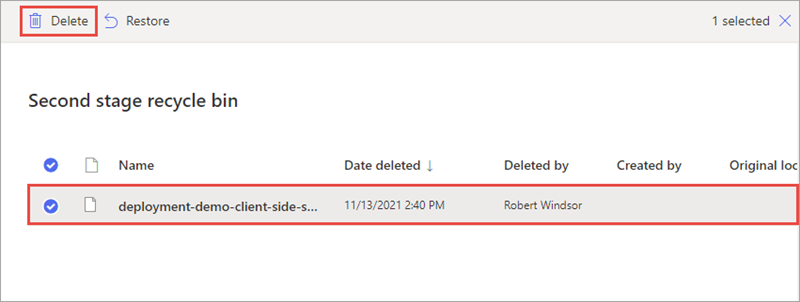 Delete Restore 1 selected
Second stage recycle bin
Name Date deleted ↓ Deleted by Created by Original loc
deployment-demo-client-side-s... 11/13/2021 2:40 PM Robert Windsor